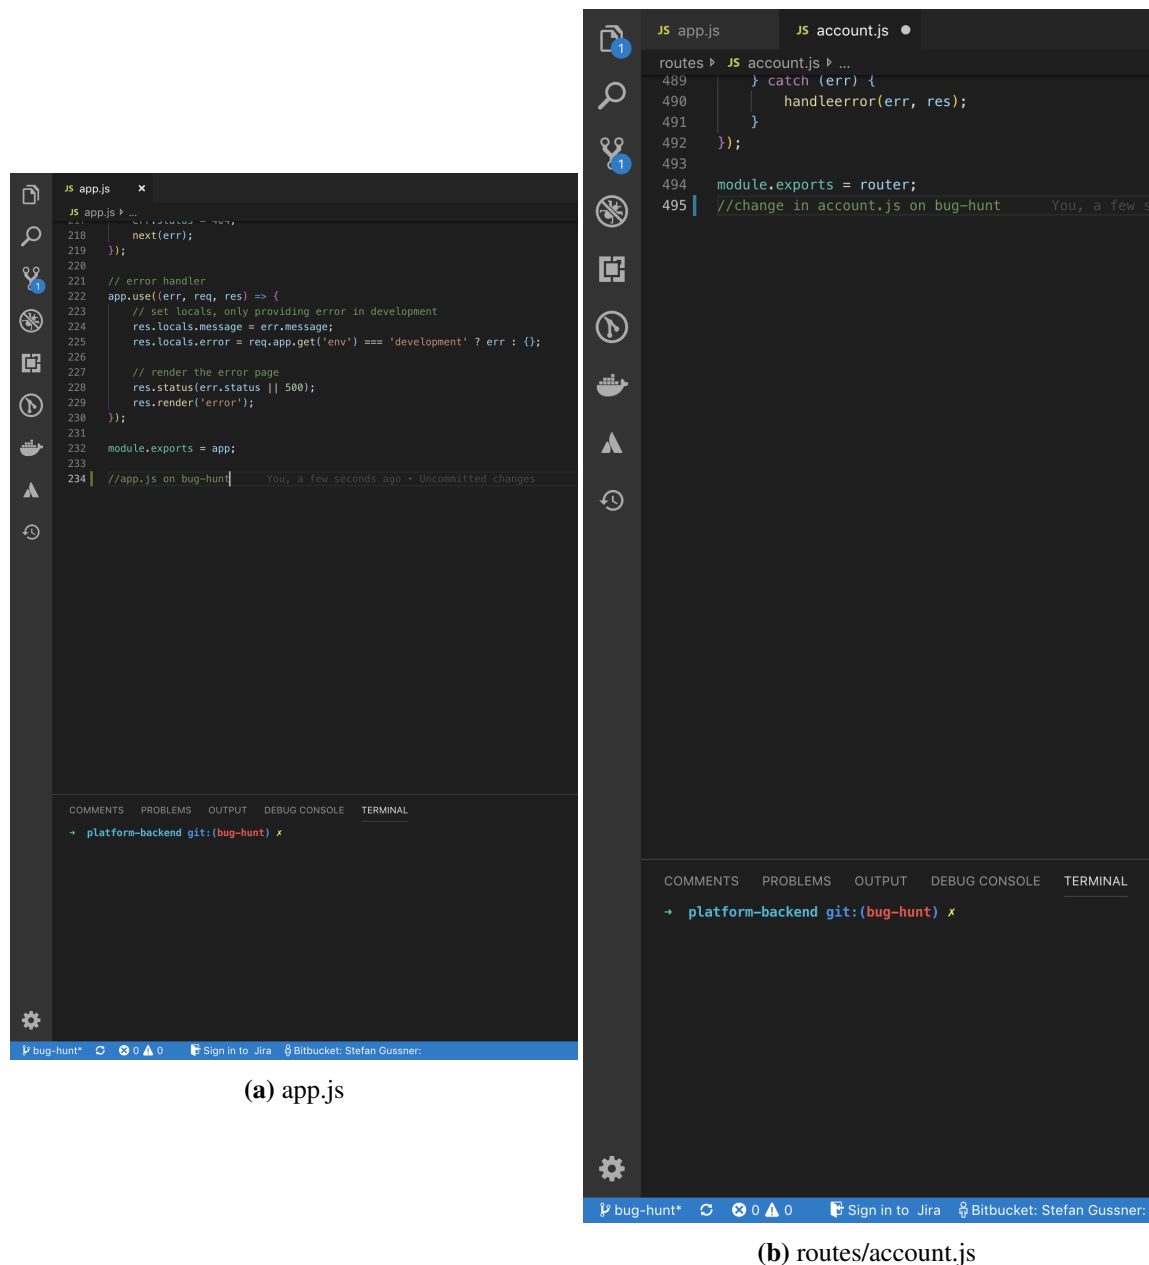 JS app.js ×
JS app.js ▸ ...
217 err.status = 404;
218 next(err);
219 });
220
221 // error handler
222 app.use((err, req, res) => {
223 // set locals, only providing error in development
224 res.locals.message = err.message;
225 res.locals.error = req.app.get('env') === 'development' ? err : {};
226
227 // render the error page
228 res.status(err.status || 500);
229 res.render('error');
230 });
231
232 module.exports = app;
233
234 //app.js on bug-hunt You, a few seconds ago • Uncommitted changes
1
COMMENTS PROBLEMS OUTPUT DEBUG CONSOLE TERMINAL
→ platform-backend git:(bug-hunt) ✗
bug-hunt* 0 0 Sign in to Jira Bitbucket: Stefan Gussner:
(a) app.js
JS app.js JS account.js ●
routes ▸ JS account.js ▸ ...
489 } catch (err) {
490 handleerror(err, res);
491 }
492 });
493
494 module.exports = router;
495 //change in account.js on bug-hunt You, a few s
1
1
COMMENTS PROBLEMS OUTPUT DEBUG CONSOLE TERMINAL
→ platform-backend git:(bug-hunt) ✗
bug-hunt* 0 0 Sign in to Jira Bitbucket: Stefan Gussner:
(b) routes/account.js